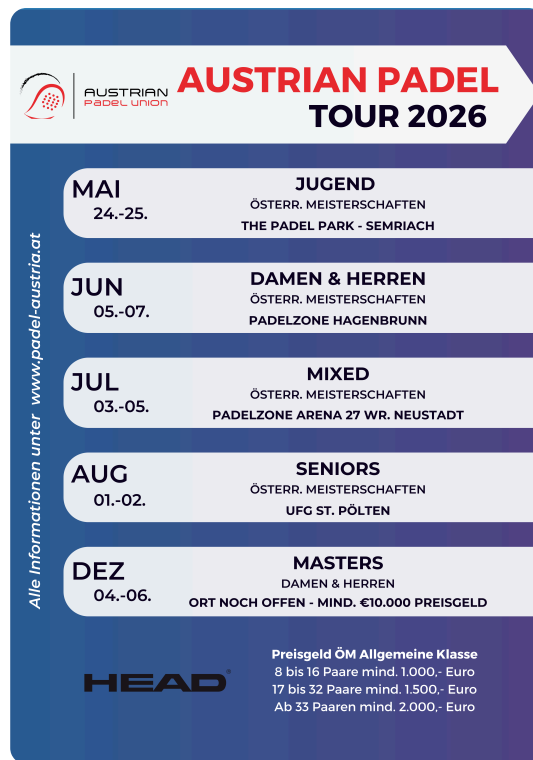 AUSTRIAN
PADEL UNION
AUSTRIAN PADEL
TOUR 2026
MAI
24.-25.
JUGEND
ÖSTERR. MEISTERSCHAFTEN
THE PADEL PARK - SEMRIACH
JUN
05.-07.
DAMEN & HERREN
ÖSTERR. MEISTERSCHAFTEN
PADELZONE HAGENBRUNN
JUL
03.-05.
MIXED
ÖSTERR. MEISTERSCHAFTEN
PADELZONE ARENA 27 WR. NEUSTADT
AUG
01.-02.
SENIORS
ÖSTERR. MEISTERSCHAFTEN
UFG ST. PÖLTEN
DEZ
04.-06.
MASTERS
DAMEN & HERREN
ORT NOCH OFFEN - MIND. €10.000 PREISGELD
Alle Informationen unter www.padel-austria.at
HEAD®
Preisgeld ÖM Allgemeine Klasse
8 bis 16 Paare mind. 1.000,- Euro
17 bis 32 Paare mind. 1.500,- Euro
Ab 33 Paaren mind. 2.000,- Euro